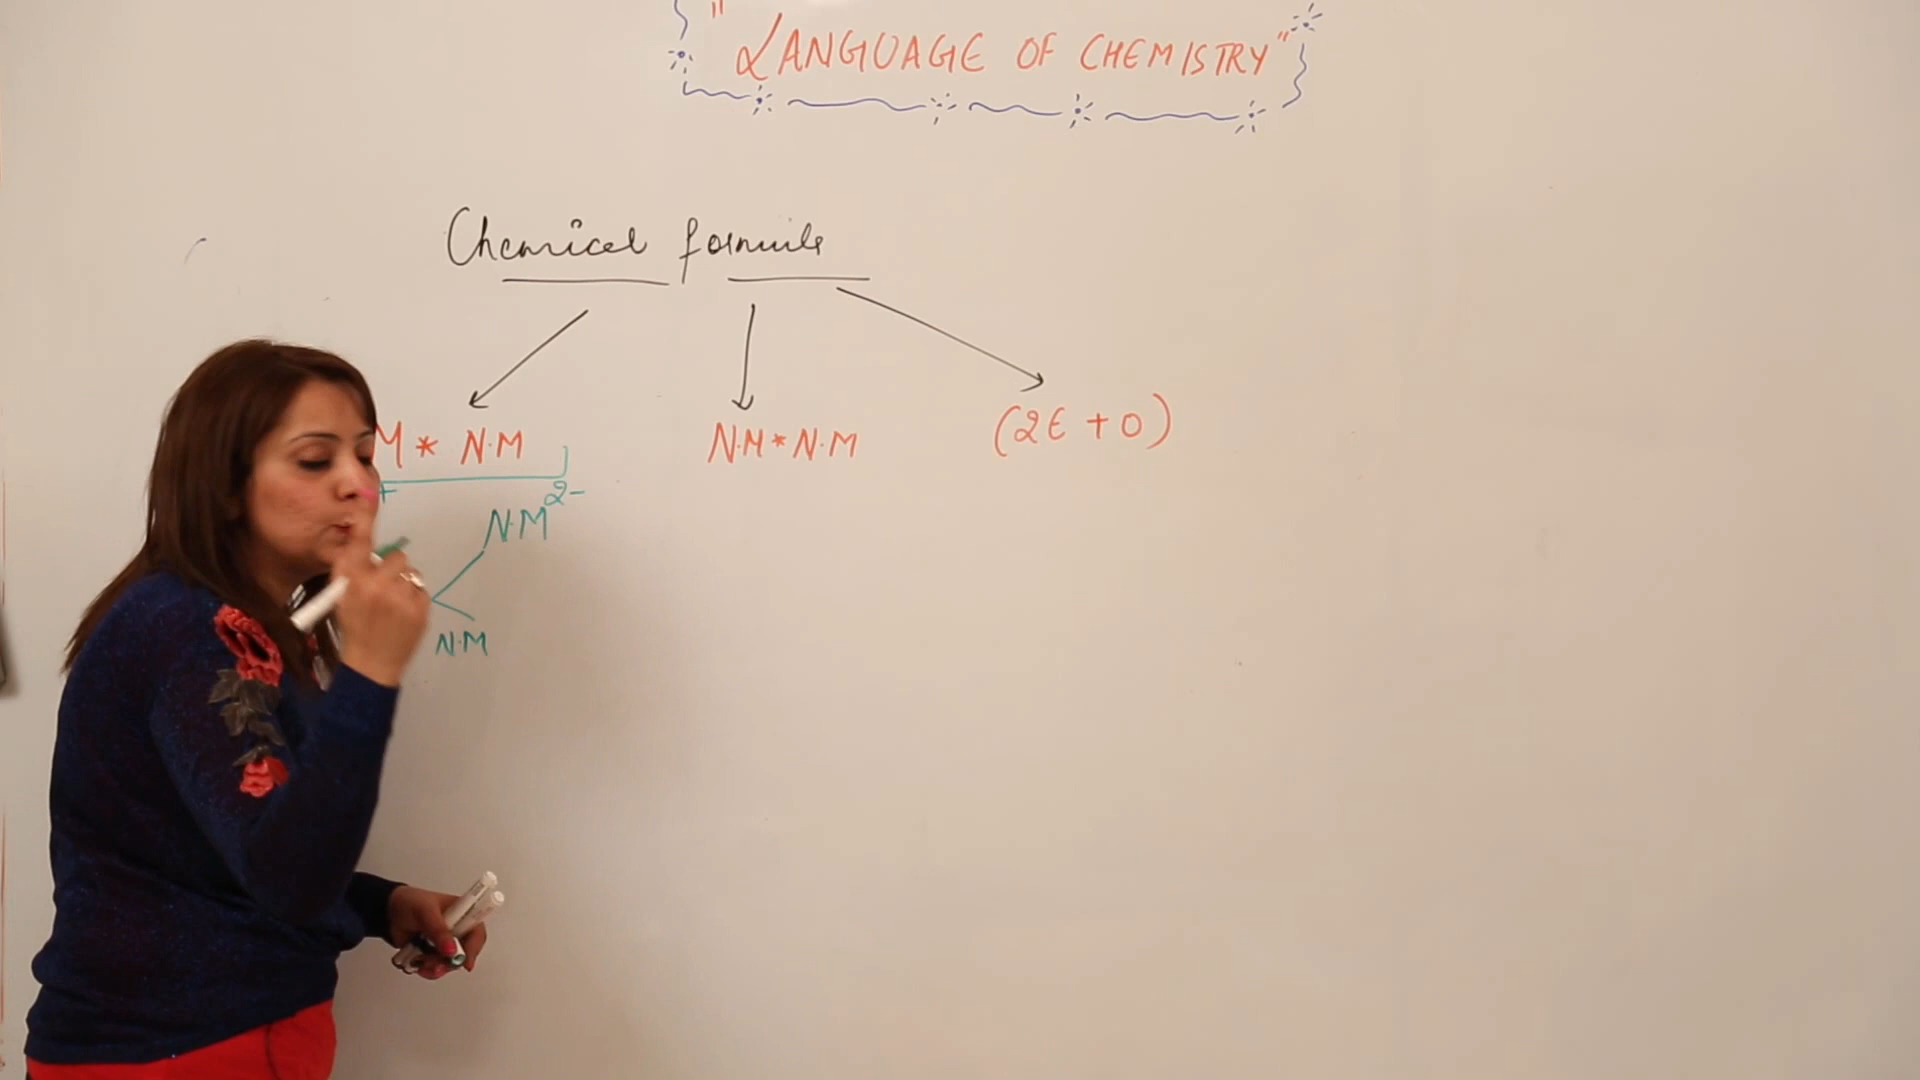 "LANGUAGE OF CHEMISTRY"
Chemical formula
M * N.M
N.M * N.M
(2E + O)
+
N.M2-
N.M